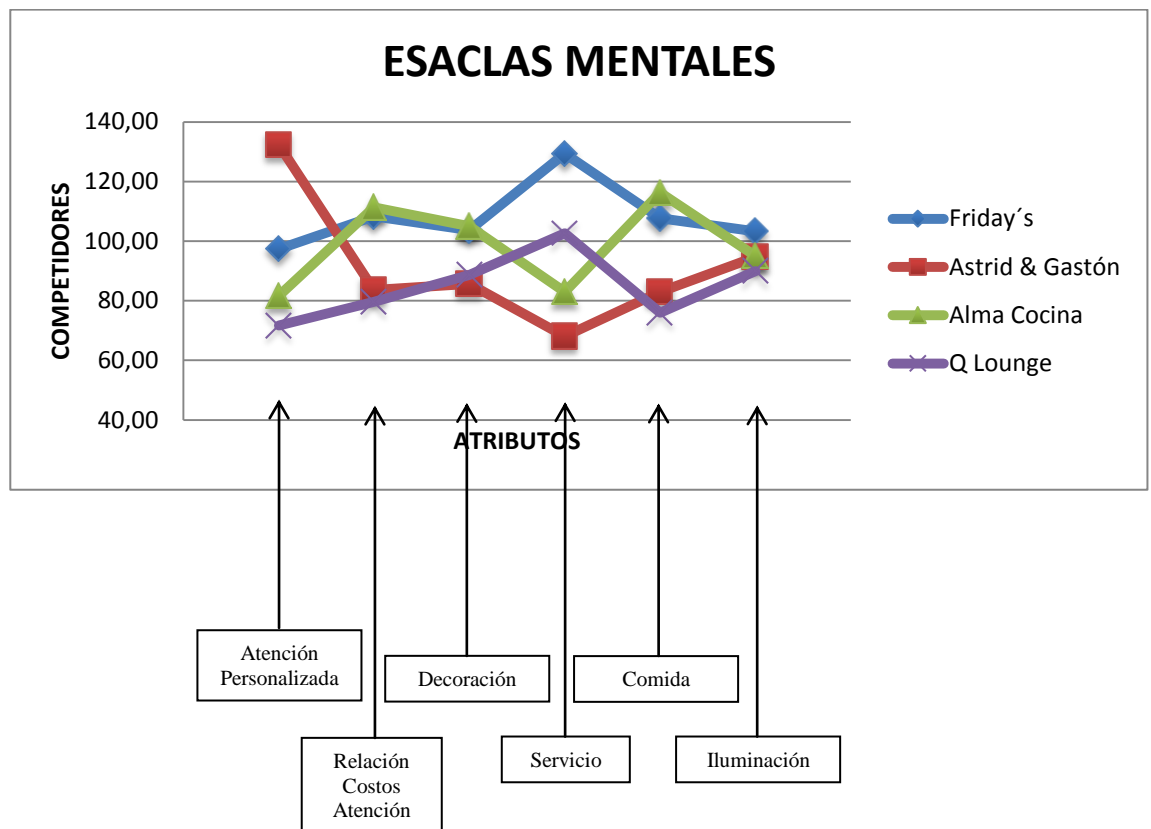 ESACLAS MENTALES
COMPETIDORES
140,00
120,00
100,00
80,00
60,00
40,00
ATRIBUTOS
Friday´s
Astrid & Gastón
Alma Cocina
Q Lounge
Atención
Personalizada
Relación
Costos
Atención
Decoración
Servicio
Comida
Iluminación